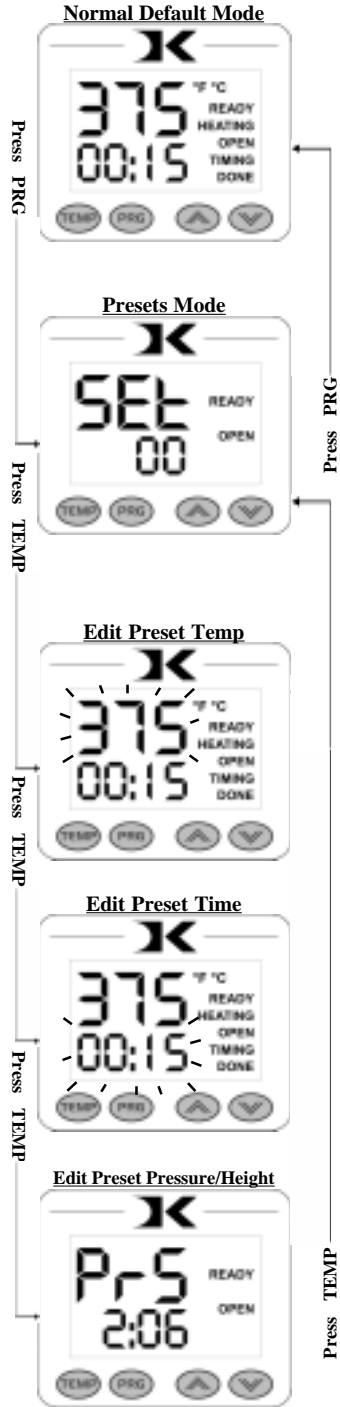 Normal Default Mode
375 °F °C
READY
HEATING
OPEN
00:15 TIMING
DONE
TEMP PRG
Press PRG
Presets Mode
SEt READY
00 OPEN
TEMP PRG
Press PRG
Press TEMP
Edit Preset Temp
375 °F °C
READY
HEATING
OPEN
00:15 TIMING
DONE
TEMP PRG
Press TEMP
Edit Preset Time
375 °F °C
READY
HEATING
OPEN
00:15 TIMING
DONE
TEMP PRG
Press TEMP
Edit Preset Pressure/Height
PrS READY
2:06 OPEN
TEMP PRG
Press TEMP